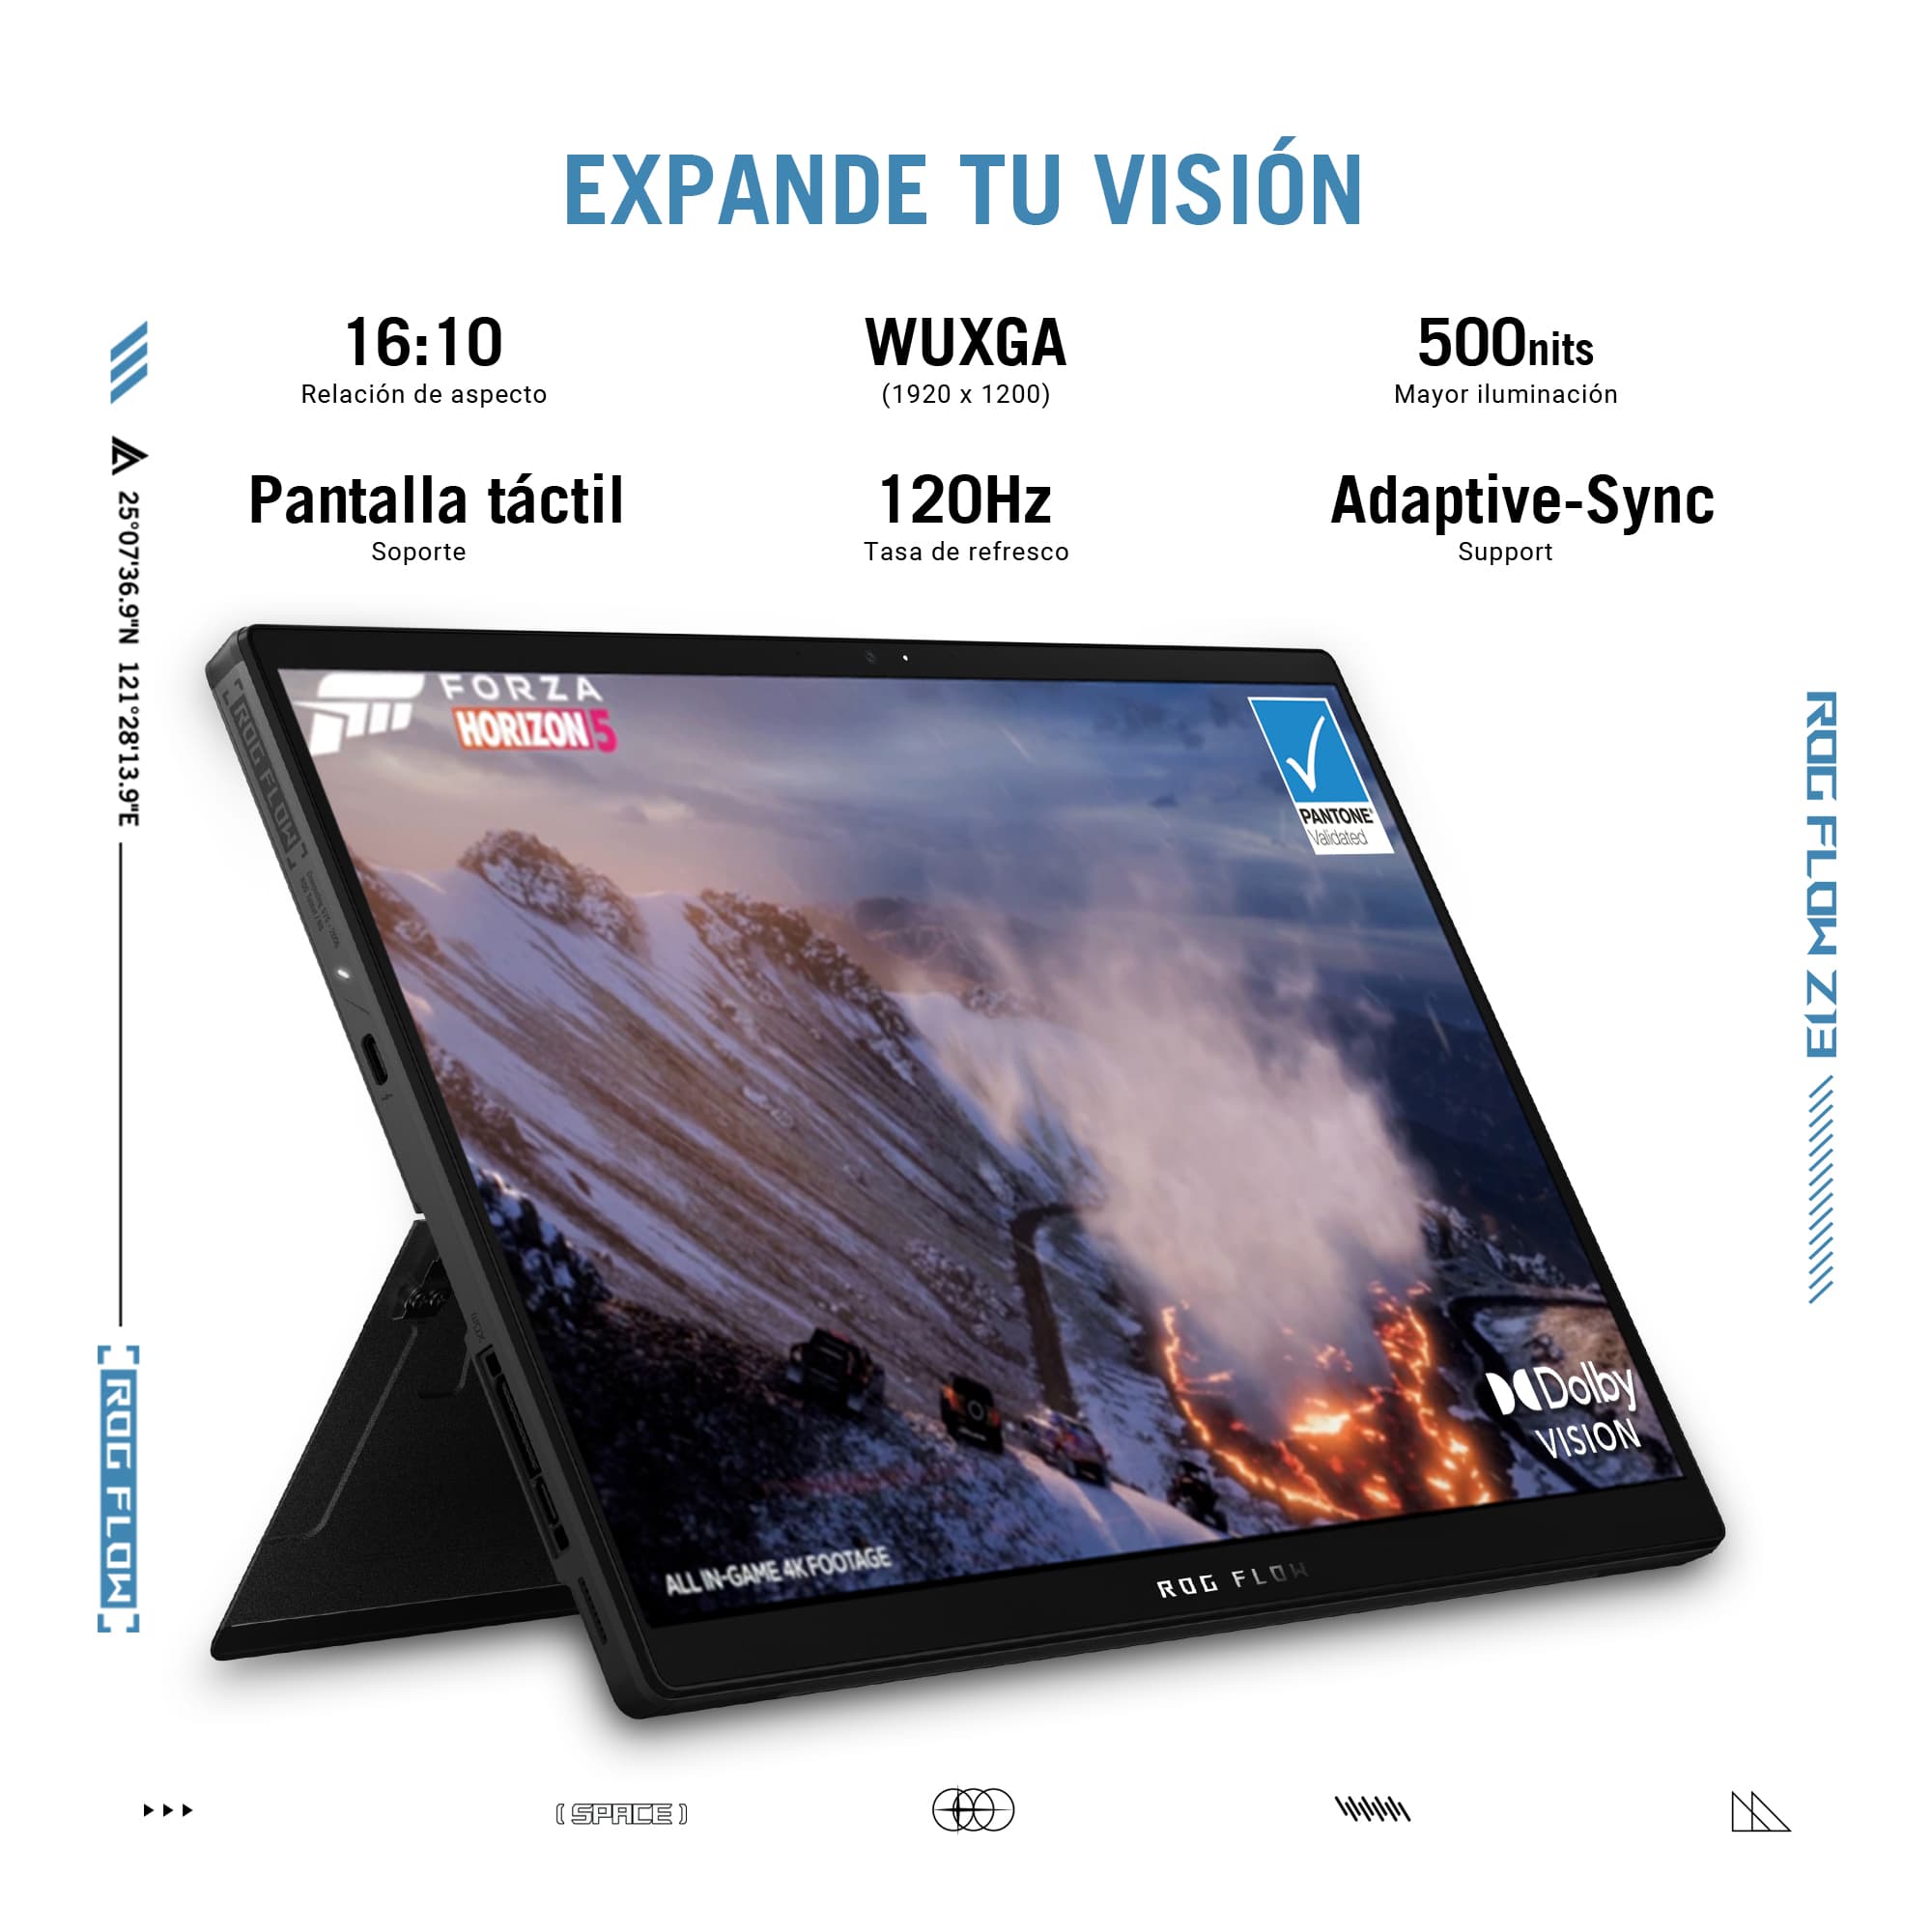 EXPANDE TU VISIÓN
16:10
Relación de aspecto
WUXGA
(1920 x 1200)
500nits
Mayor iluminación
Pantalla táctil
Soporte
120Hz
Tasa de refresco
Adaptive-Sync
Support
25°07'36.9"N 121°28'13.9"E
ROG FLOW
ROG FLOW Z13
ROG FLOW
FORZA
HORIZON 5
PANTONE®
Validated
Dolby
VISION
ALL IN-GAME 4K FOOTAGE
ROG FLOW
(SPACE)